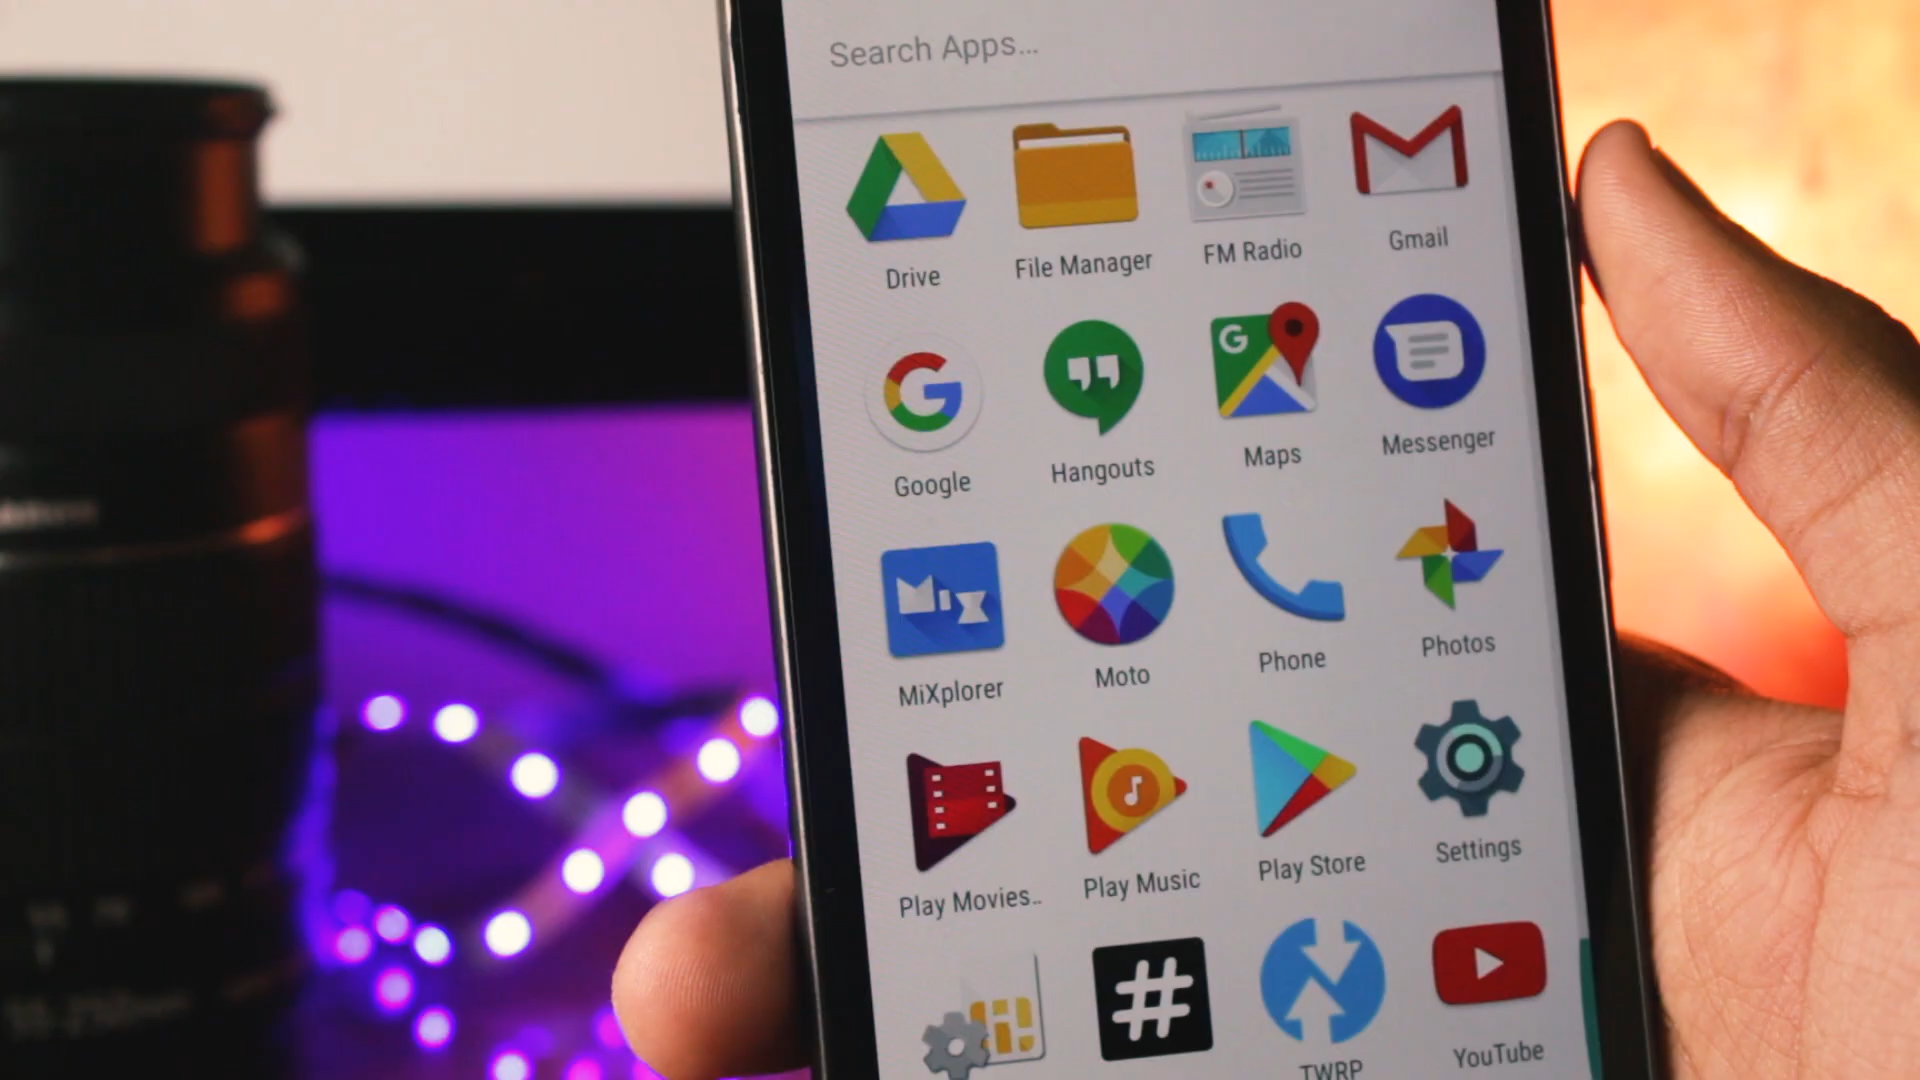 Search Apps...
Drive
File Manager
FM Radio
Gmail
Google
Hangouts
Maps
Messenger
MiXplorer
Moto
Phone
Photos
Play Movies..
Play Music
Play Store
Settings
#
TWRP
YouTube